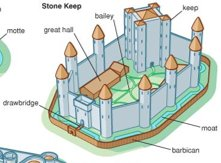 Stone Keep
bailey
keep
great hall
motte
drawbridge
moat
barbican